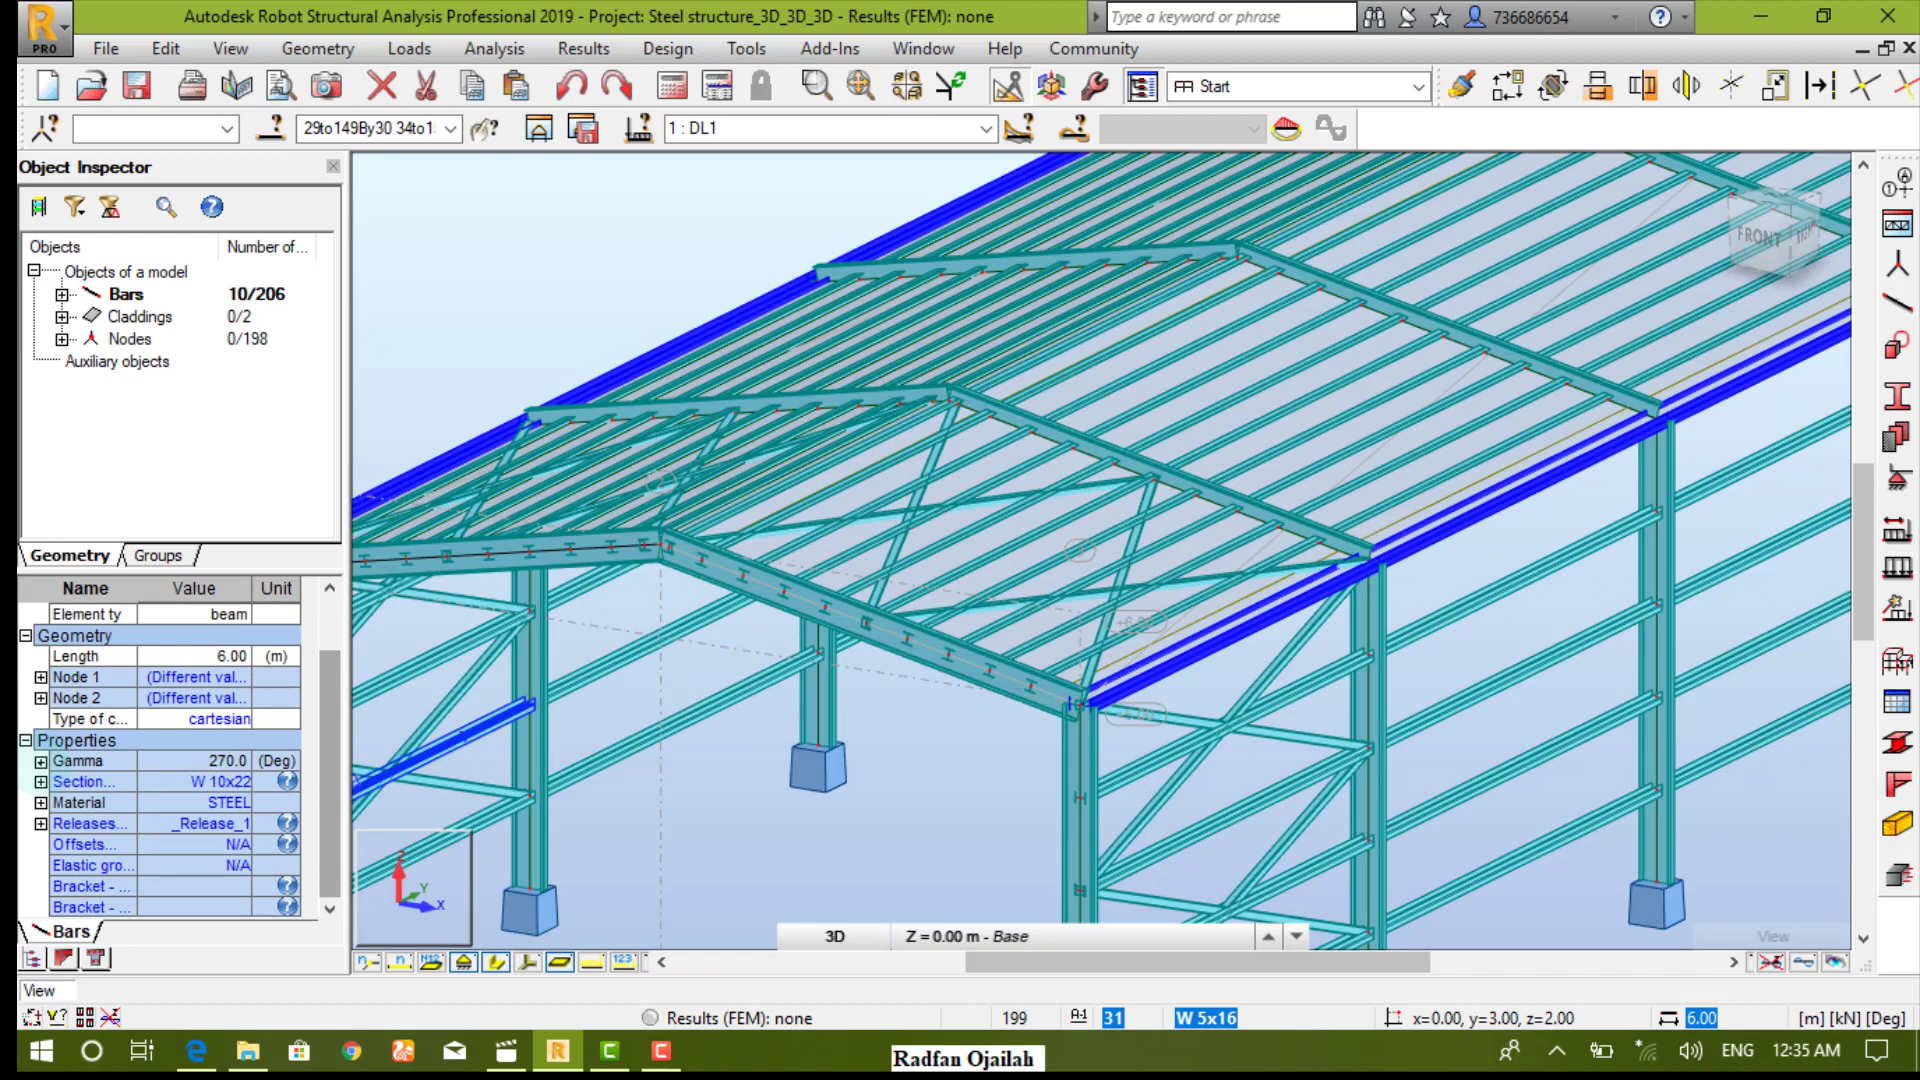 Autodesk Robot Structural Analysis Professional 2019 - Project: Steel structure_3D_3D_3D - Results (FEM): none
Type a keyword or phrase
736686654
PRO
File Edit View Geometry Loads Analysis Results Design Tools Add-Ins Window Help Community
Start
29to149By30 34to1
1 : DL1
Object Inspector
Objects Number of...
Objects of a model
Bars 10/206
Claddings 0/2
Nodes 0/198
Auxiliary objects
Geometry Groups
Name Value Unit
Element ty beam
Geometry
Length 6.00 (m)
Node 1 (Different val...
Node 2 (Different val...
Type of c... cartesian
Properties
Gamma 270.0 (Deg)
Section... W 10x22
Material STEEL
Releases... _Release_1
Offsets... N/A
Elastic gro... N/A
Bracket - ...
Bracket - ...
Bars
FRONT
RIGHT
Z
Y
X
3D Z = 0.00 m - Base
View
View
Results (FEM): none 199 31 W 5x16 x=0.00, y=3.00, z=2.00 6.00 [m] [kN] [Deg]
Radfan Ojailah
ENG 12:35 AM